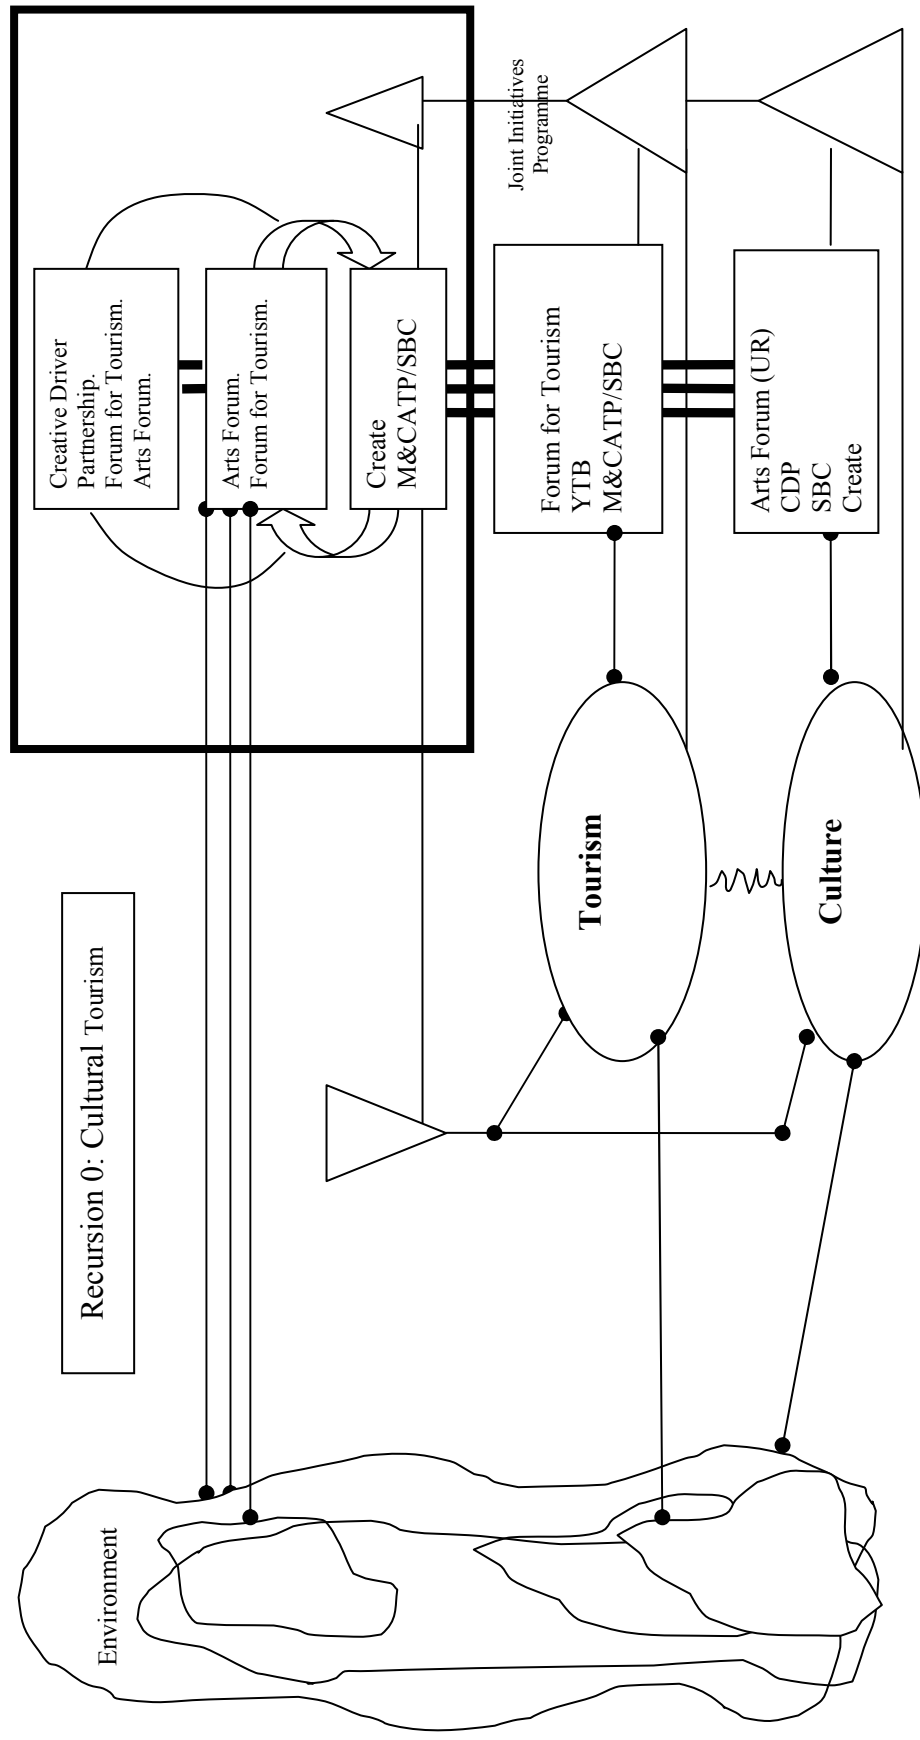 Recursion 0: Cultural Tourism
Environment
Creative Driver
Partnership.
Forum for Tourism.
Arts Forum.
Arts Forum.
Forum for Tourism.
Create
M&CATP/SBC
Joint Initiatives
Programme
Forum for Tourism
YTB
M&CATP/SBC
Tourism
Arts Forum (UR)
CDP
SBC
Create
Culture